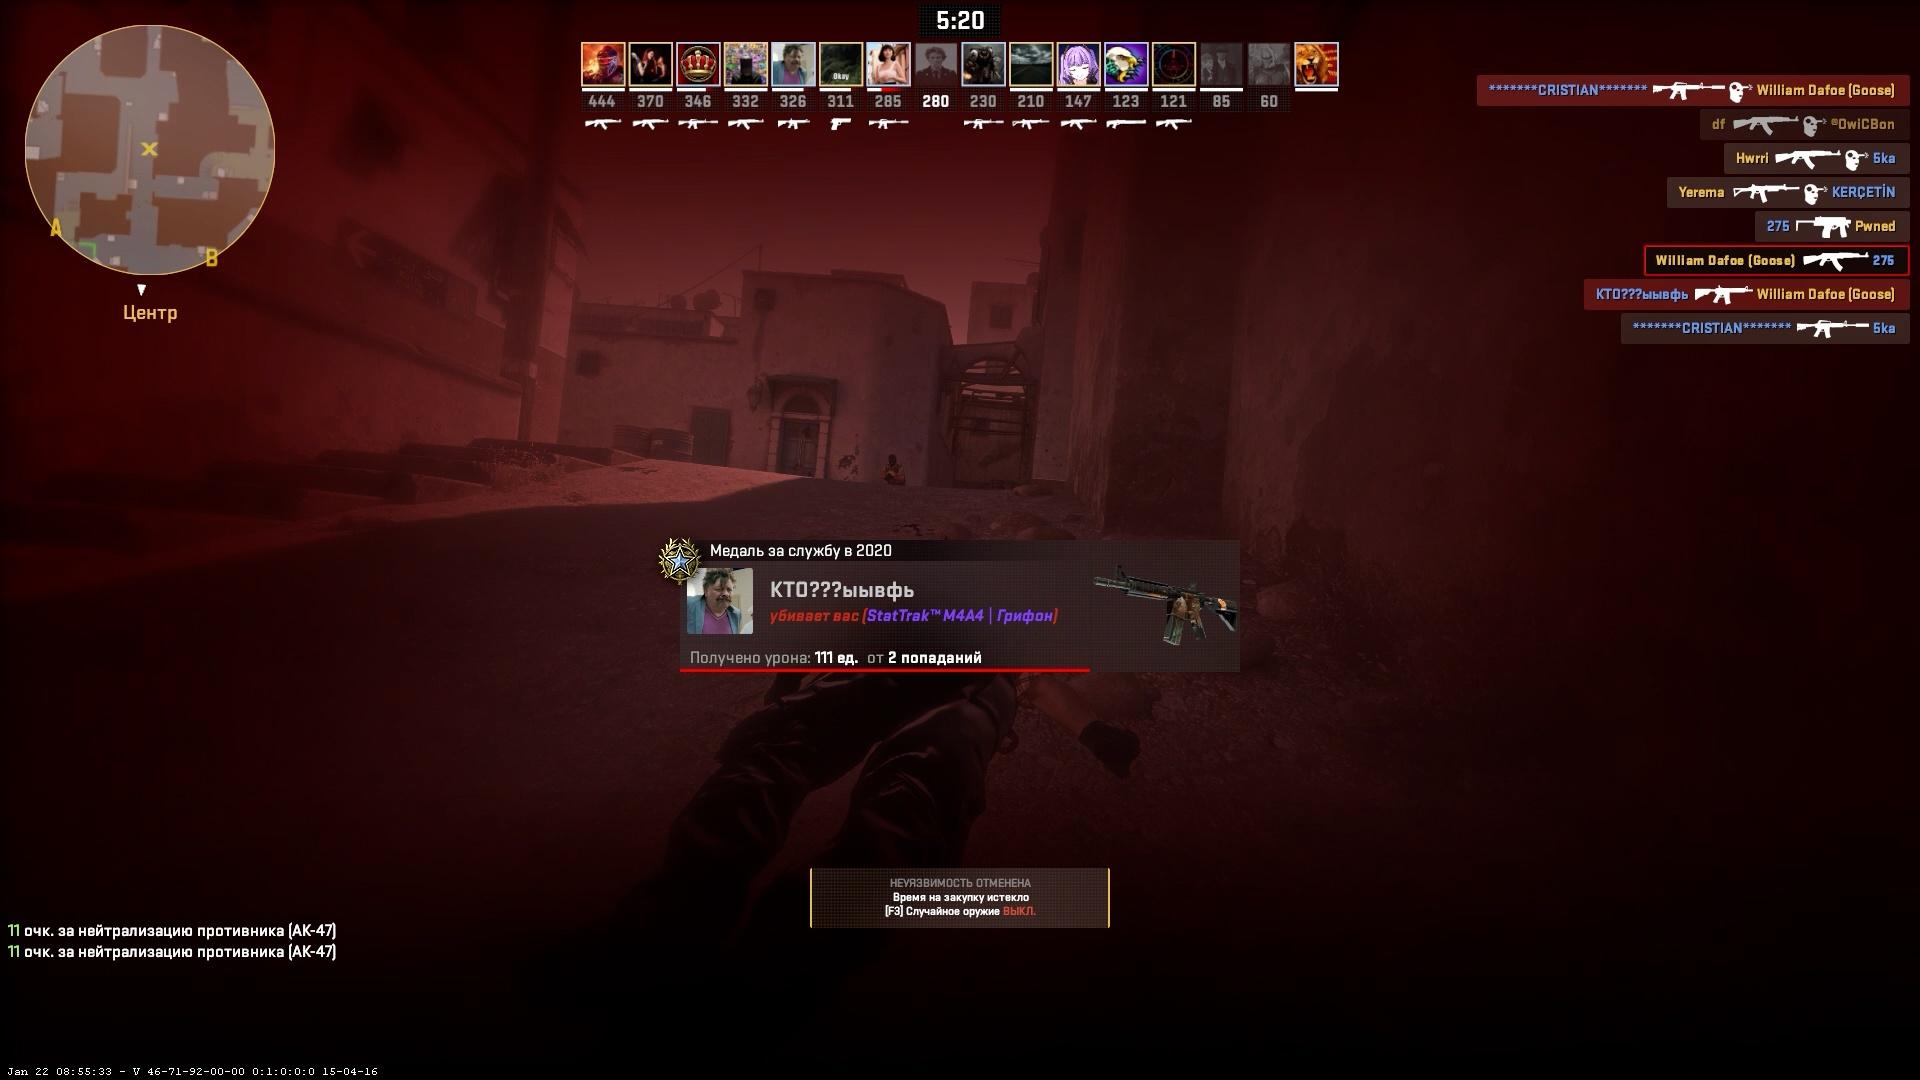 5:20
Okay
444 370 346 332 326 311 285 280 230 210 147 123 121 85 60
*******CRISTIAN******* William Dafoe (Goose)
df ®OwiCBon
Hwrri 5ka
Yerema KERÇETİN
275 Pwned
William Dafoe (Goose) 275
КТО???ыывфь William Dafoe (Goose)
*******CRISTIAN******* 5ka
A
B
Центр
Медаль за службу в 2020
КТО???ыывфь
убивает вас (StatTrak™ M4A4 | Грифон)
Получено урона: 111 ед. от 2 попаданий
НЕУЯЗВИМОСТЬ ОТМЕНЕНА
Время на закупку истекло
[F3] Случайное оружие ВЫКЛ.
11 очк. за нейтрализацию противника (AK-47)
11 очк. за нейтрализацию противника (AK-47)
Jan 22 08:55:33 - V 46-71-92-00-00 0:1:0:0:0 15-04-16